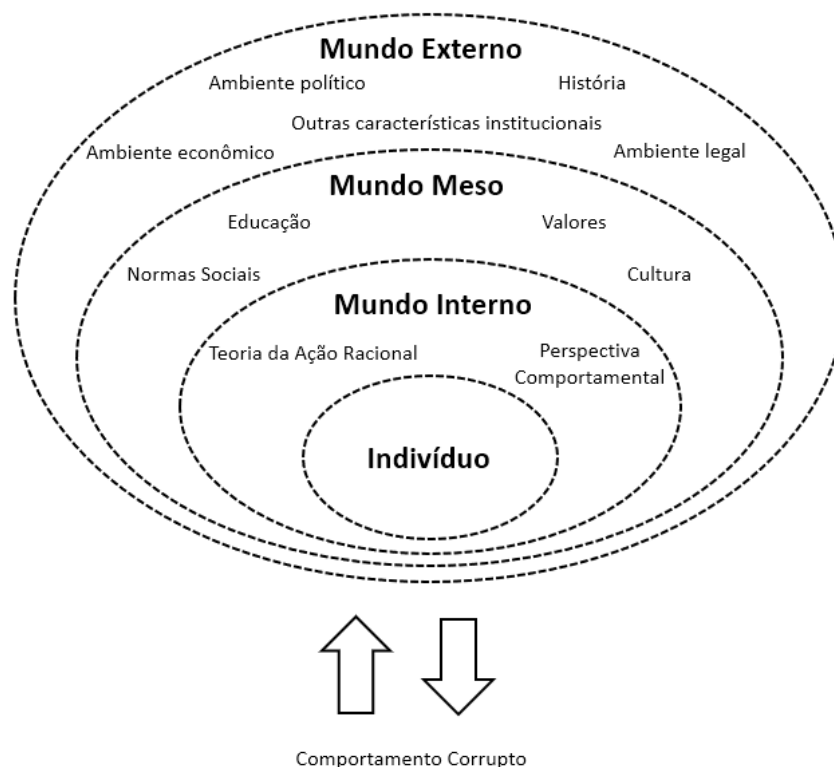 Mundo Externo
Ambiente político
História
Outras características institucionais
Ambiente econômico
Ambiente legal
Mundo Meso
Educação
Valores
Normas Sociais
Cultura
Mundo Interno
Teoria da Ação Racional
Perspectiva
Comportamental
Indivíduo
Comportamento Corrupto